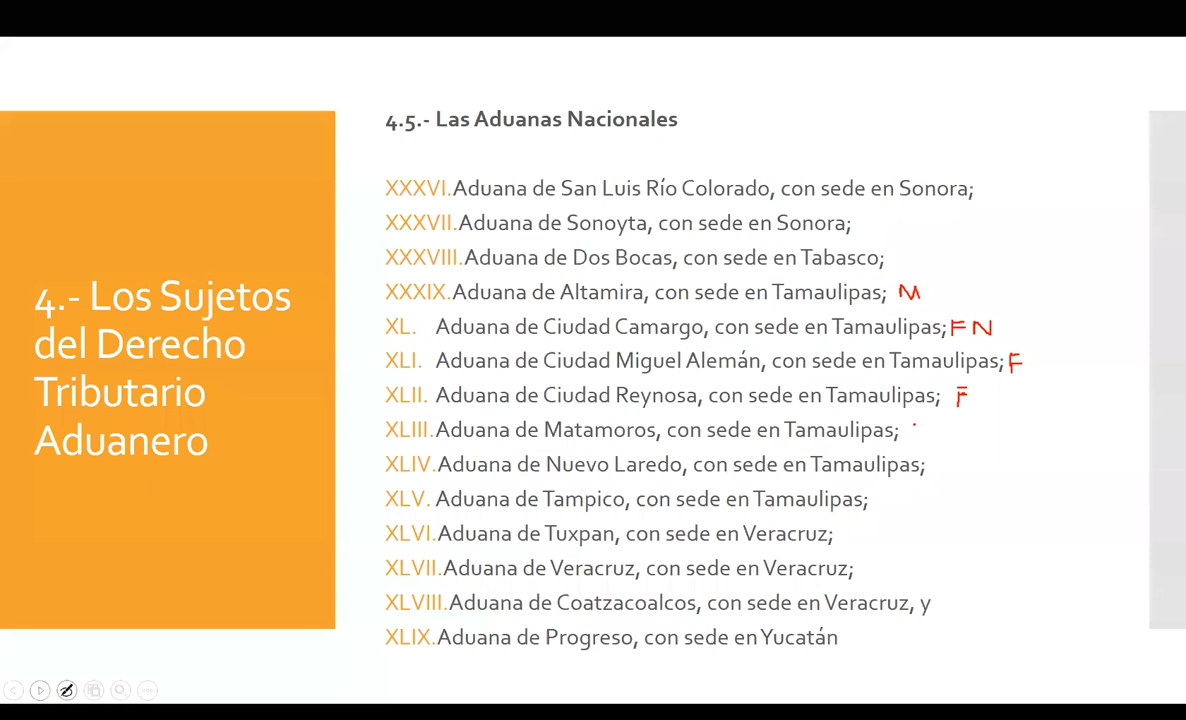 4.- Los Sujetos
del Derecho
Tributario
Aduanero
4.5.- Las Aduanas Nacionales
XXXVI.Aduana de San Luis Río Colorado, con sede en Sonora;
XXXVII.Aduana de Sonoyta, con sede en Sonora;
XXXVIII.Aduana de Dos Bocas, con sede en Tabasco;
XXXIX.Aduana de Altamira, con sede en Tamaulipas; M
XL. Aduana de Ciudad Camargo, con sede en Tamaulipas; F N
XLI. Aduana de Ciudad Miguel Alemán, con sede en Tamaulipas; F
XLII. Aduana de Ciudad Reynosa, con sede en Tamaulipas; F
XLIII.Aduana de Matamoros, con sede en Tamaulipas;
XLIV.Aduana de Nuevo Laredo, con sede en Tamaulipas;
XLV. Aduana de Tampico, con sede en Tamaulipas;
XLVI.Aduana de Tuxpan, con sede en Veracruz;
XLVII.Aduana de Veracruz, con sede en Veracruz;
XLVIII.Aduana de Coatzacoalcos, con sede en Veracruz, y
XLIX.Aduana de Progreso, con sede en Yucatán